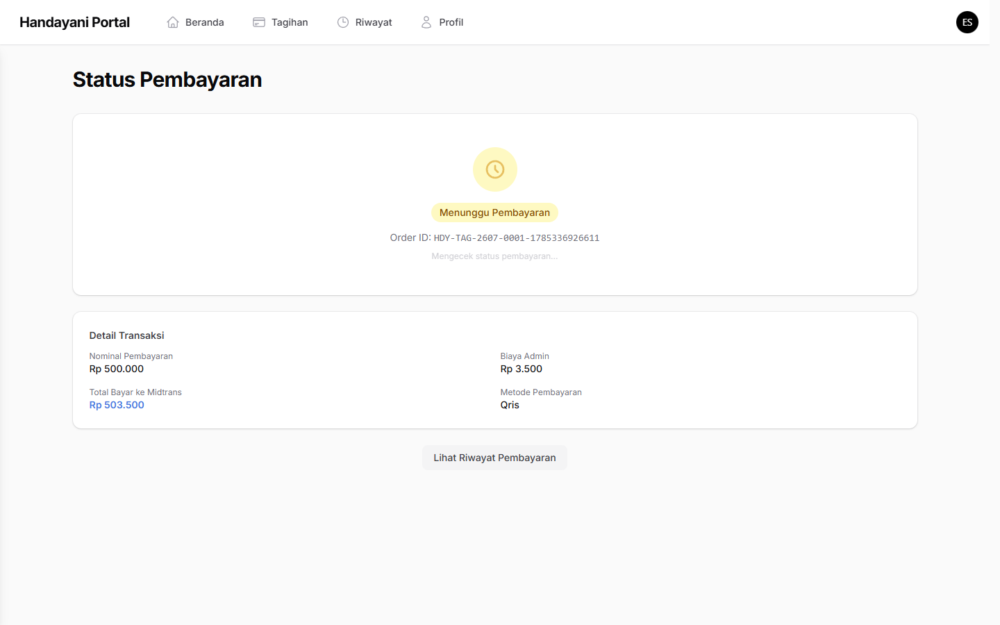 Handayani Portal
Beranda
Tagihan
Riwayat
Profil
ES
Status Pembayaran
Menunggu Pembayaran
Order ID: HDY-TAG-2607-0001-1785336926611
Mengecek status pembayaran...
Detail Transaksi
Nominal Pembayaran
Rp 500.000
Biaya Admin
Rp 3.500
Total Bayar ke Midtrans
Rp 503.500
Metode Pembayaran
Qris
Lihat Riwayat Pembayaran